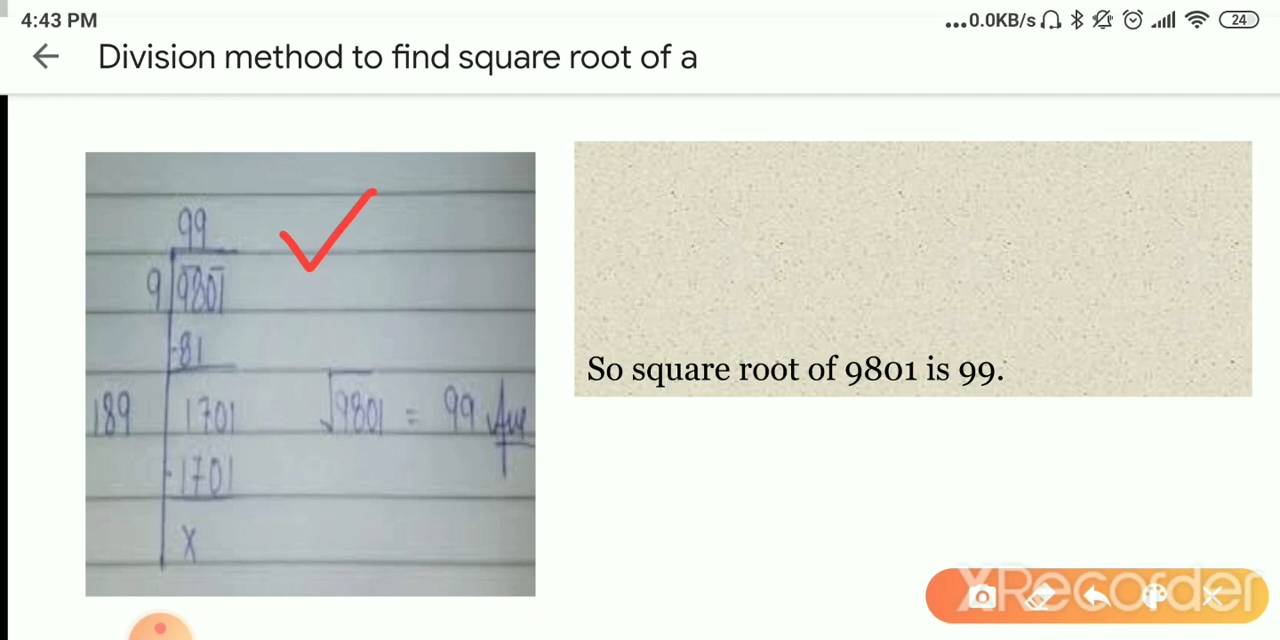 4:43 PM
...0.0KB/s
24
Division method to find square root of a
99
9 9801
-81
189 1701
-1701
x
√9801 = 99 Ans
So square root of 9801 is 99.
XRecorder